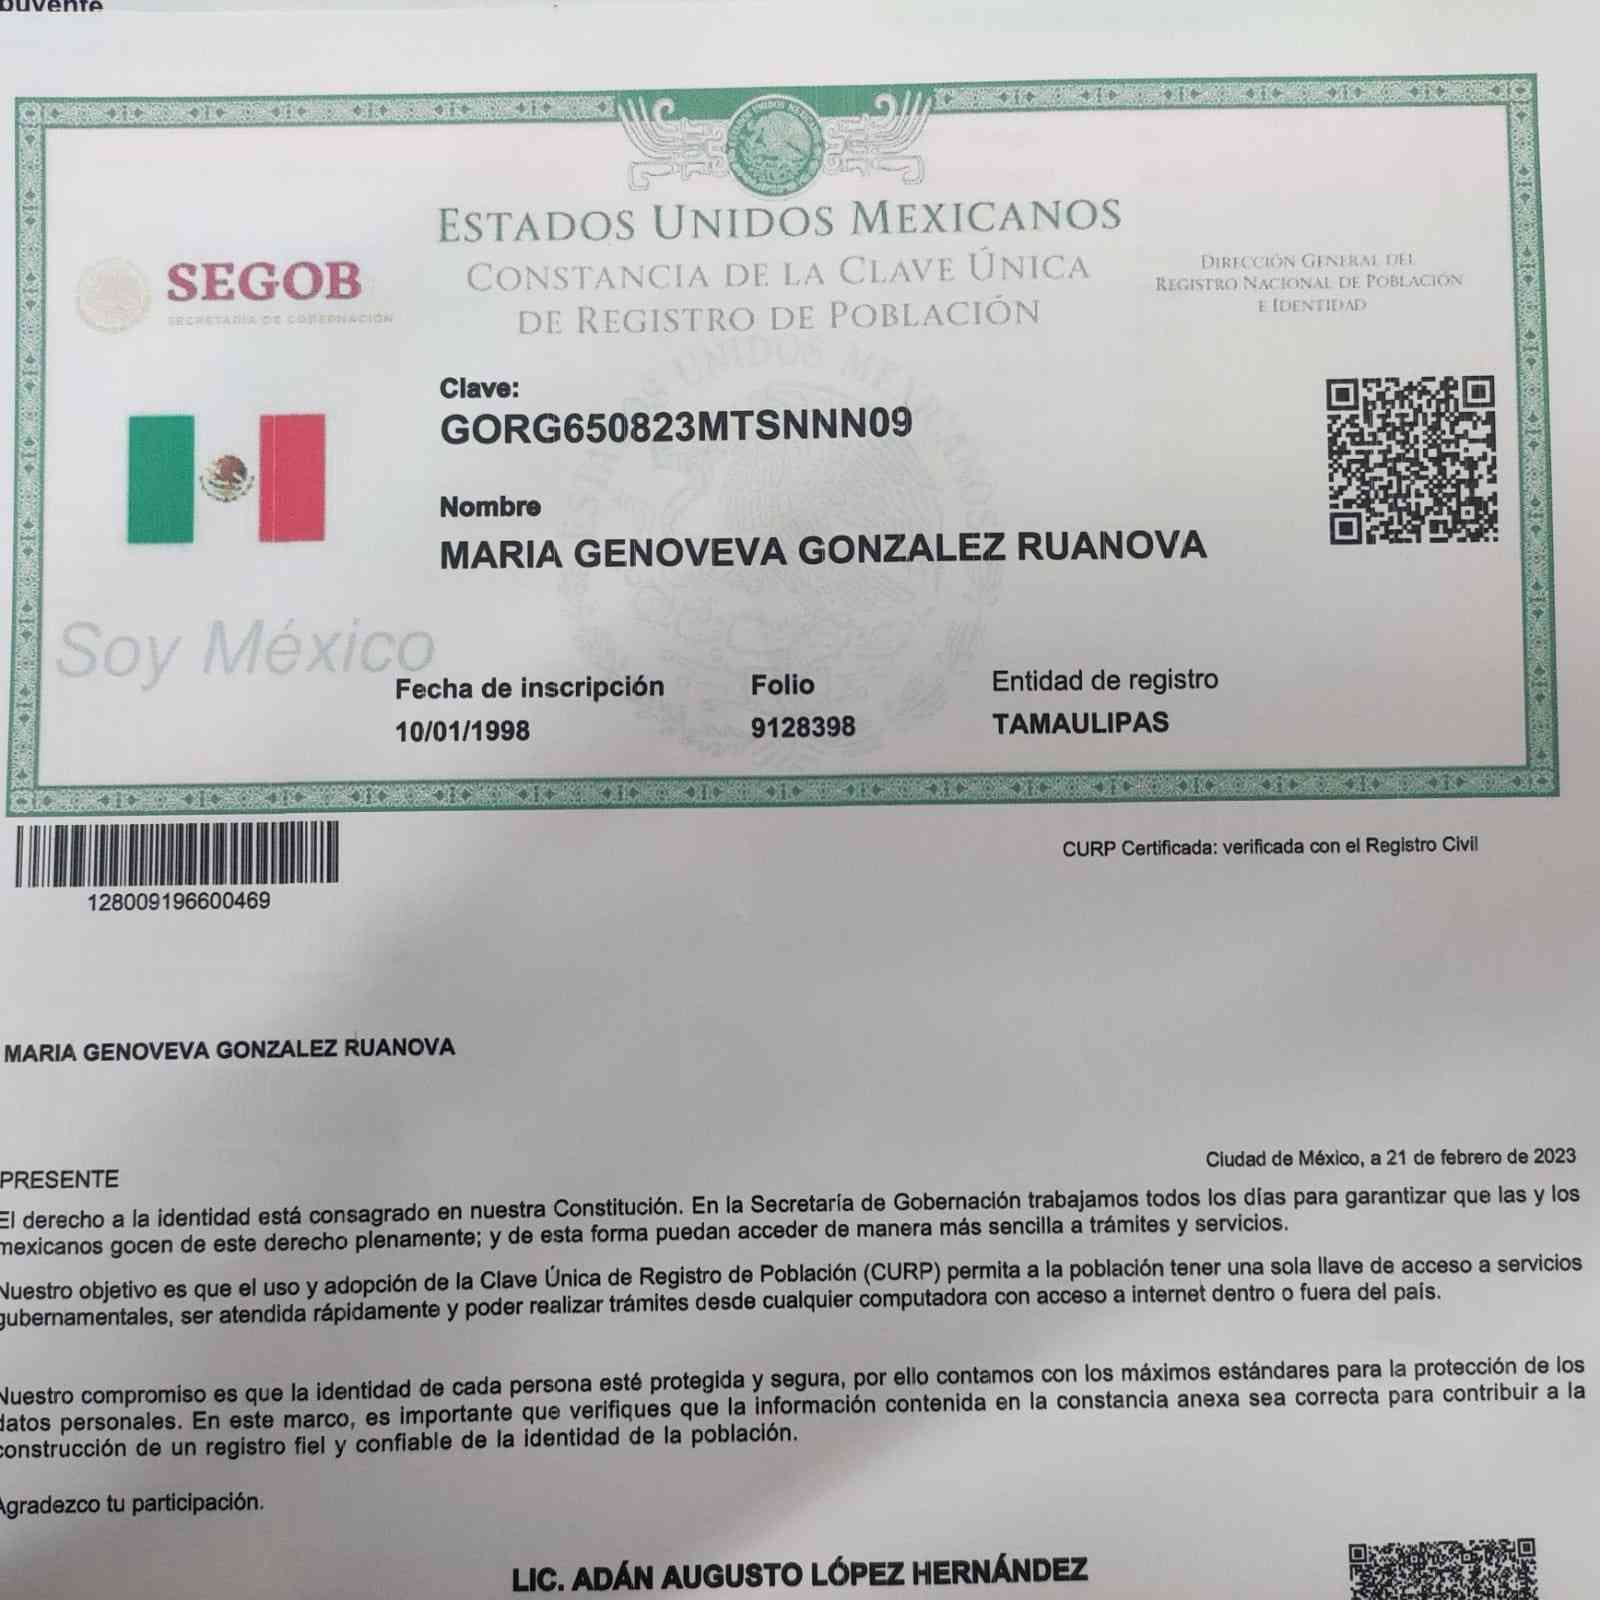 ESTADOS UNIDOS MEXICANOS
CONSTANCIA DE LA CLAVE ÚNICA
DE REGISTRO DE POBLACIÓN
SEGOB
SECRETARÍA DE GOBERNACIÓN
DIRECCIÓN GENERAL DEL
REGISTRO NACIONAL DE POBLACIÓN
E IDENTIDAD
Clave:
GORG650823MTSNNN09
Nombre
MARIA GENOVEVA GONZALEZ RUANOVA
Soy México
Fecha de inscripción
Folio
Entidad de registro
10/01/1998
9128398
TAMAULIPAS
128009196600469
CURP Certificada: verificada con el Registro Civil
MARIA GENOVEVA GONZALEZ RUANOVA
Ciudad de México, a 21 de febrero de 2023
PRESENTE
El derecho a la identidad está consagrado en nuestra Constitución. En la Secretaría de Gobernación trabajamos todos los días para garantizar que las y los
mexicanos gocen de este derecho plenamente; y de esta forma puedan acceder de manera más sencilla a trámites y servicios.
Nuestro objetivo es que el uso y adopción de la Clave Única de Registro de Población (CURP) permita a la población tener una sola llave de acceso a servicios
gubernamentales, ser atendida rápidamente y poder realizar trámites desde cualquier computadora con acceso a internet dentro o fuera del país.
Nuestro compromiso es que la identidad de cada persona esté protegida y segura, por ello contamos con los máximos estándares para la protección de los
datos personales. En este marco, es importante que verifiques que la información contenida en la constancia anexa sea correcta para contribuir a la
construcción de un registro fiel y confiable de la identidad de la población.
Agradezco tu participación.
LIC. ADÁN AUGUSTO LÓPEZ HERNÁNDEZ